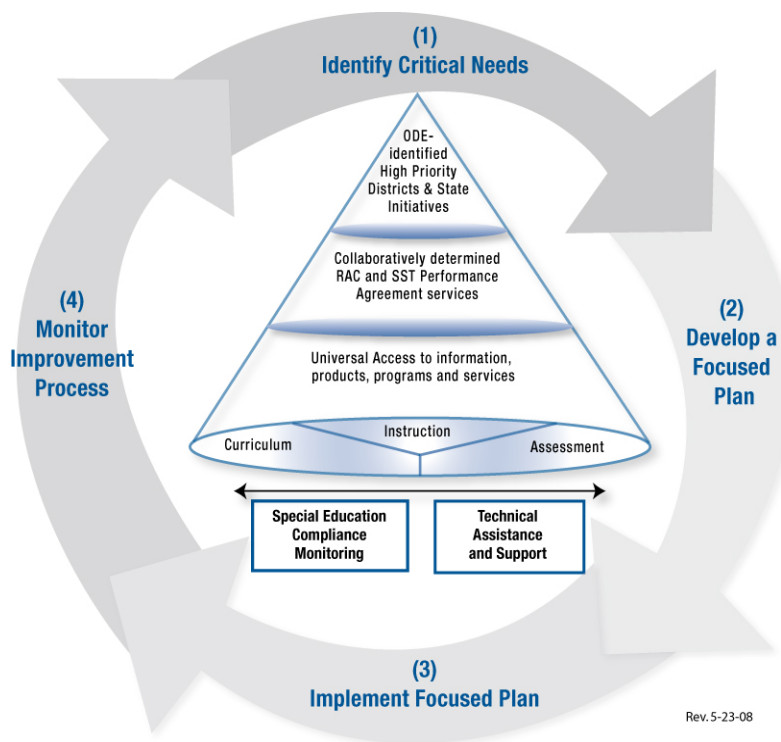 (1)
Identify Critical Needs
ODE-
identified
High Priority
Districts & State
Initiatives
Collaboratively determined
RAC and SST Performance
Agreement services
(2)
Develop a
Focused
Plan
(4)
Monitor
Improvement
Process
Universal Access to information,
products, programs and services
Instruction
Curriculum
Assessment
Special Education
Compliance
Monitoring
Technical
Assistance
and Support
(3)
Implement Focused Plan
Rev. 5-23-08